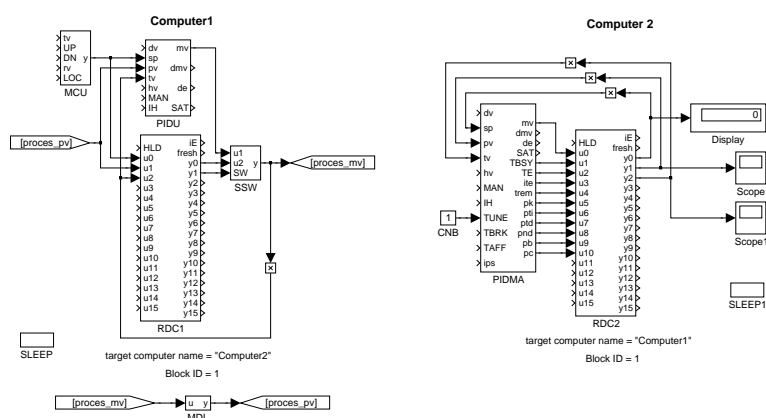 Computer1
tv
UP
DN y
rv
LOC
MCU
dv mv
sp
pv dmv
tv
hv de
MAN
IH SAT
PIDU
[proces_pv]
HLD iE
fresh
u0 y0
u1 y1
u2 y2
u3 y3
u4 y4
u5 y5
u6 y6
u7 y7
u8 y8
u9 y9
u10 y10
u11 y11
u12 y12
u13 y13
u14 y14
u15 y15
RDC1
u1
u2 y
SW
SSW
[proces_mv]
SLEEP
target computer name = "Computer2"
Block ID = 1
[proces_mv]
u y
[proces_pv]
MDL
Computer 2
dv
sp
pv
tv
hv
MAN
IH
TUNE
TBRK
TAFF
ips
mv
dmv
de
SAT
TBSY
TE
ite
trem
pk
pti
ptd
pnd
pb
pc
PIDMA
1
CNB
HLD iE
fresh
u0 y0
u1 y1
u2 y2
u3 y3
u4 y4
u5 y5
u6 y6
u7 y7
u8 y8
u9 y9
u10 y10
u11 y11
u12 y12
u13 y13
u14 y14
u15 y15
RDC2
0
Display
Scope
Scope1
SLEEP1
target computer name = "Computer1"
Block ID = 1